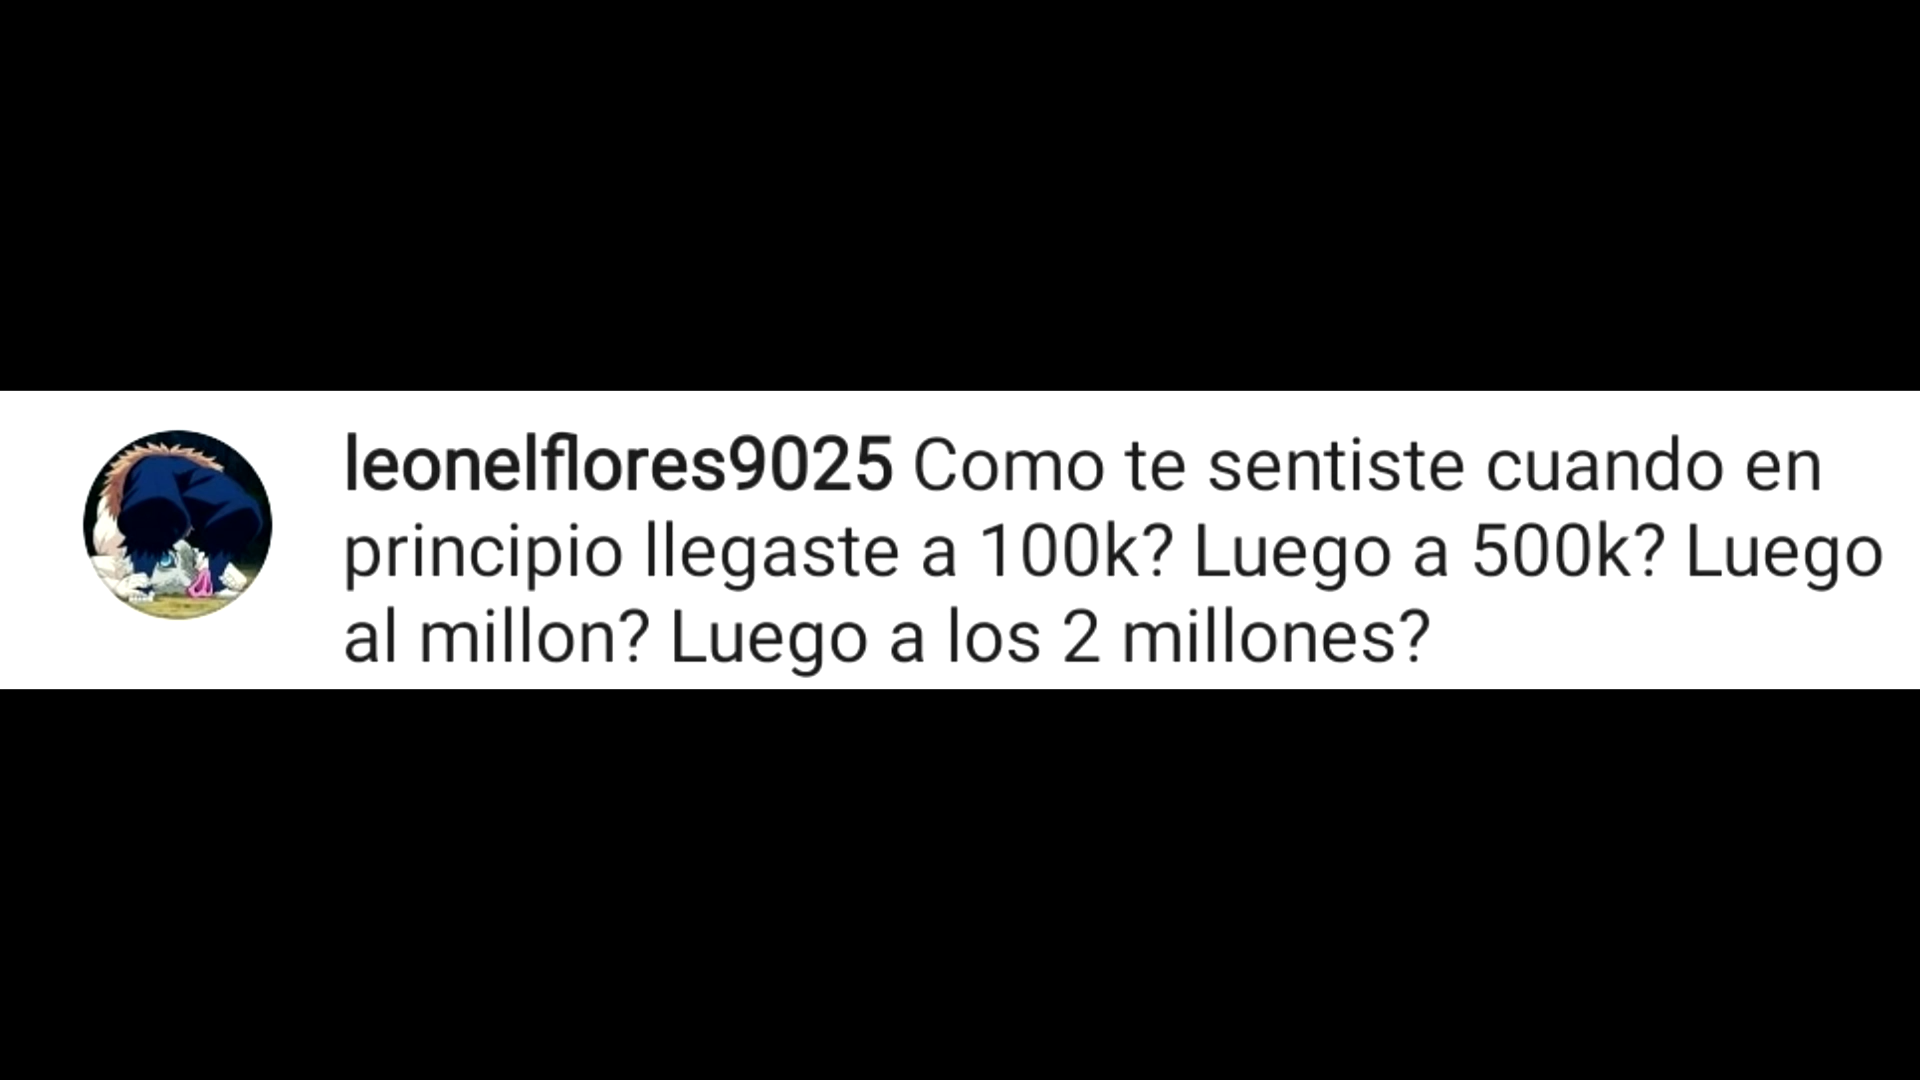 leonelflores9025 Como te sentiste cuando en
principio llegaste a 100k? Luego a 500k? Luego
al millon? Luego a los 2 millones?